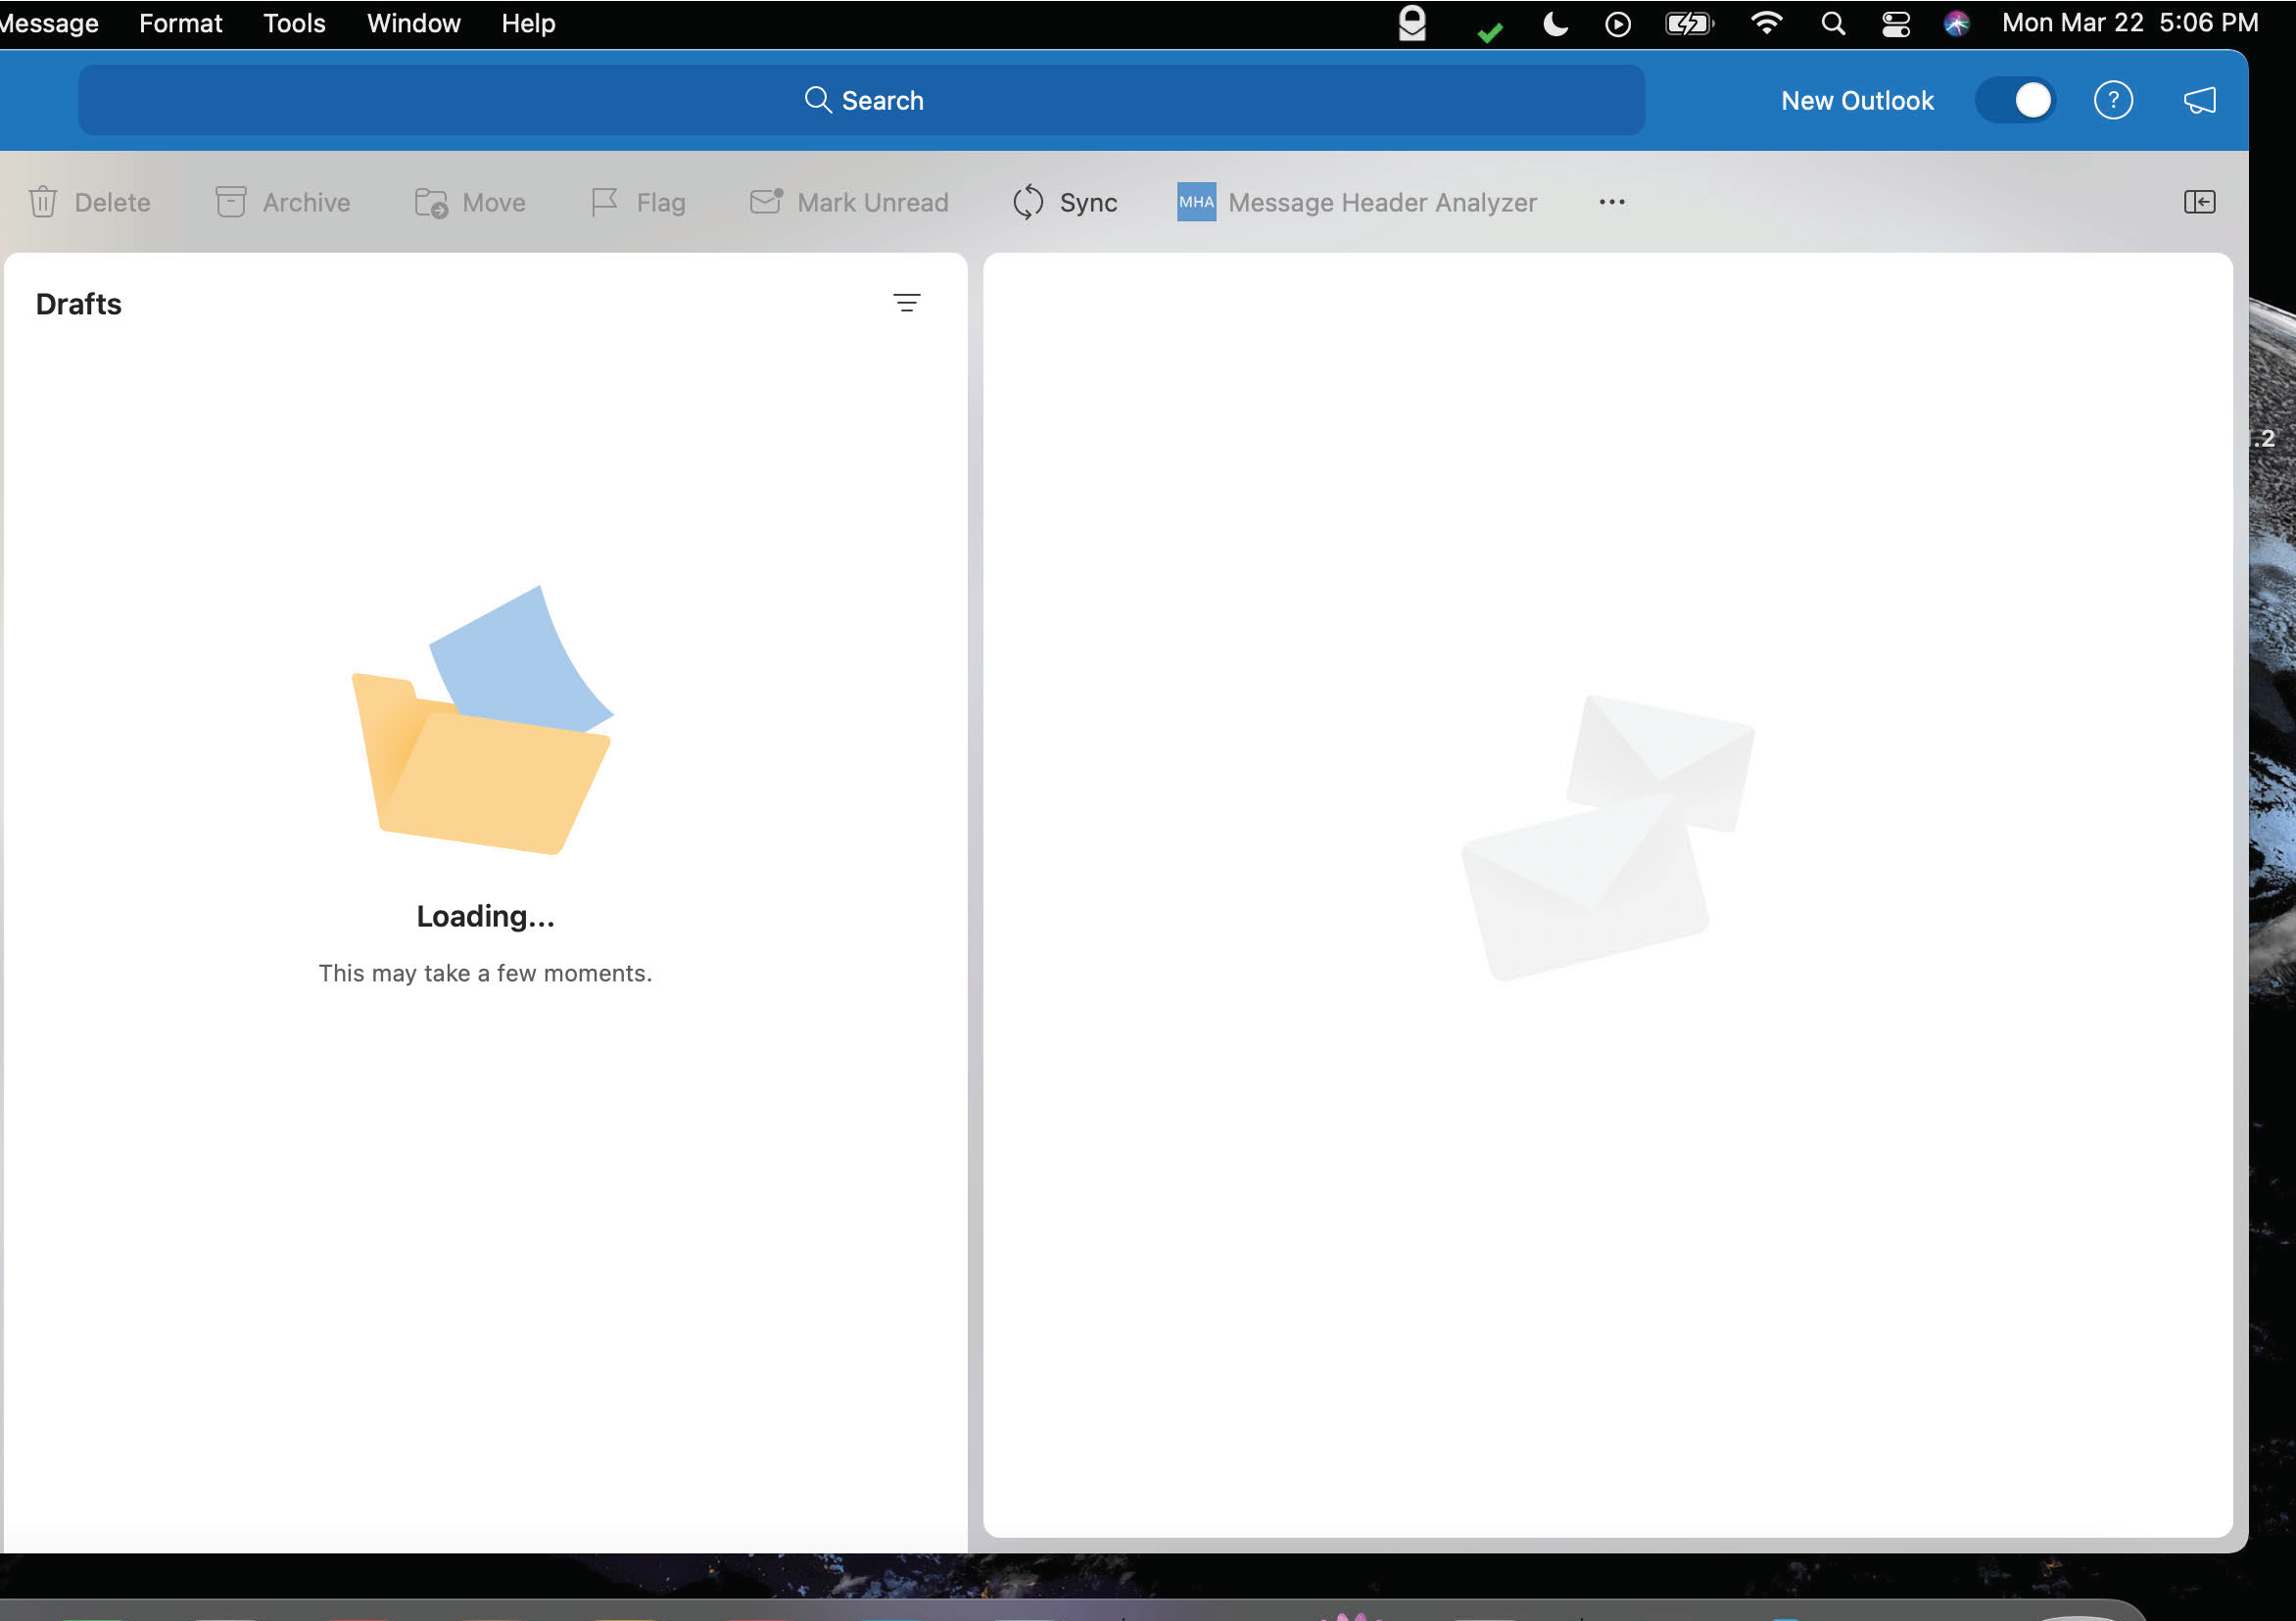 Message Format Tools Window Help Mon Mar 22 5:06 PM
Search New Outlook ?
Delete Archive Move Flag Mark Unread Sync MHA Message Header Analyzer ...
Drafts
.2
Loading...
This may take a few moments.